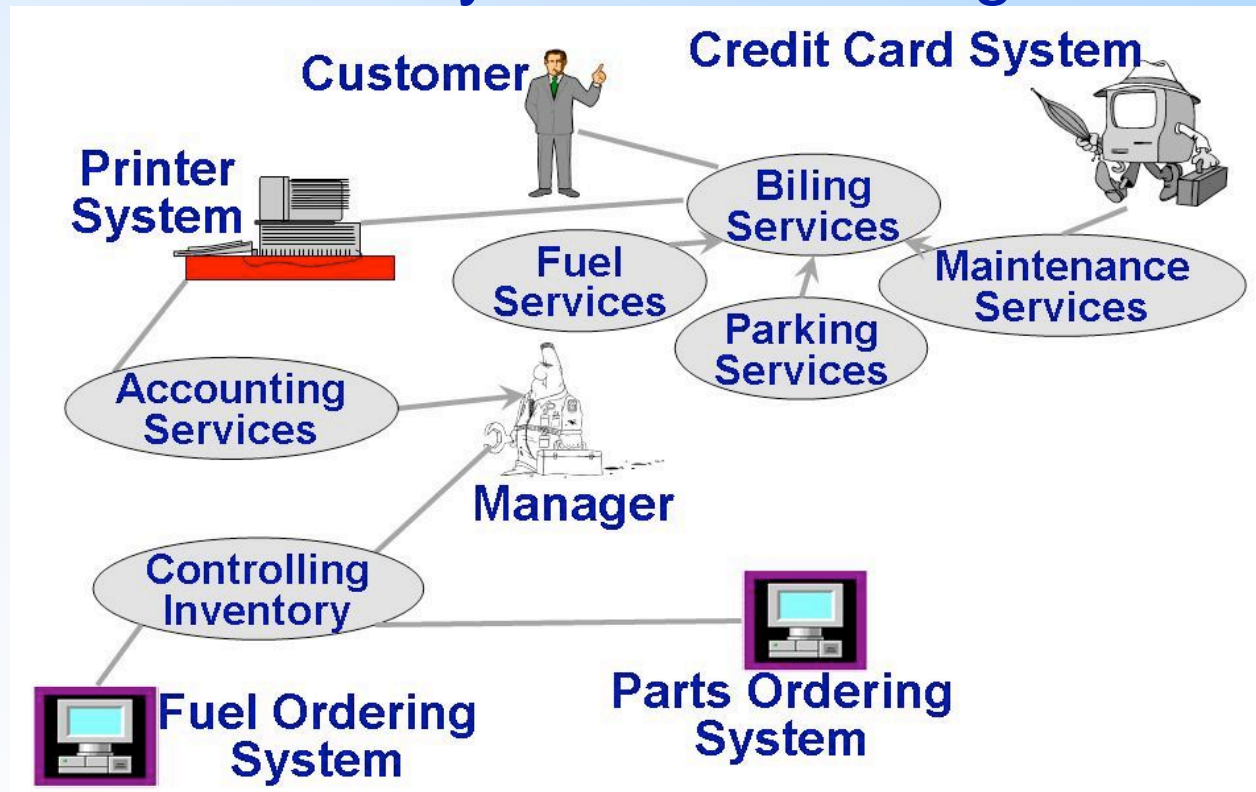 Customer
Credit Card System
Printer
System
Biling
Services
Fuel
Services
Maintenance
Services
Parking
Services
Accounting
Services
Manager
Controlling
Inventory
Parts Ordering
System
Fuel Ordering
System